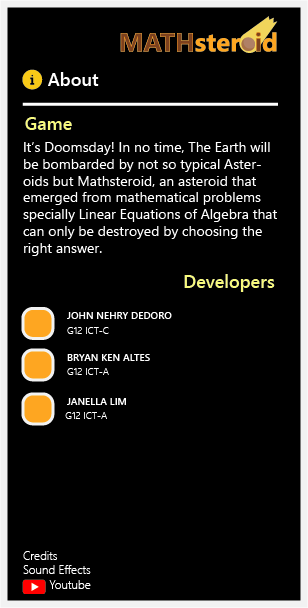 MATHsteroid
i About
Game
It's Doomsday! In no time, The Earth will
be bombarded by not so typical Aster-
oids but Mathsteroid, an asteroid that
emerged from mathematical problems
specially Linear Equations of Algebra that
can only be destroyed by choosing the
right answer.
Developers
JOHN NEHRY DEDORO
G12 ICT-C
BRYAN KEN ALTES
G12 ICT-A
JANELLA LIM
G12 ICT-A
Credits
Sound Effects
Youtube